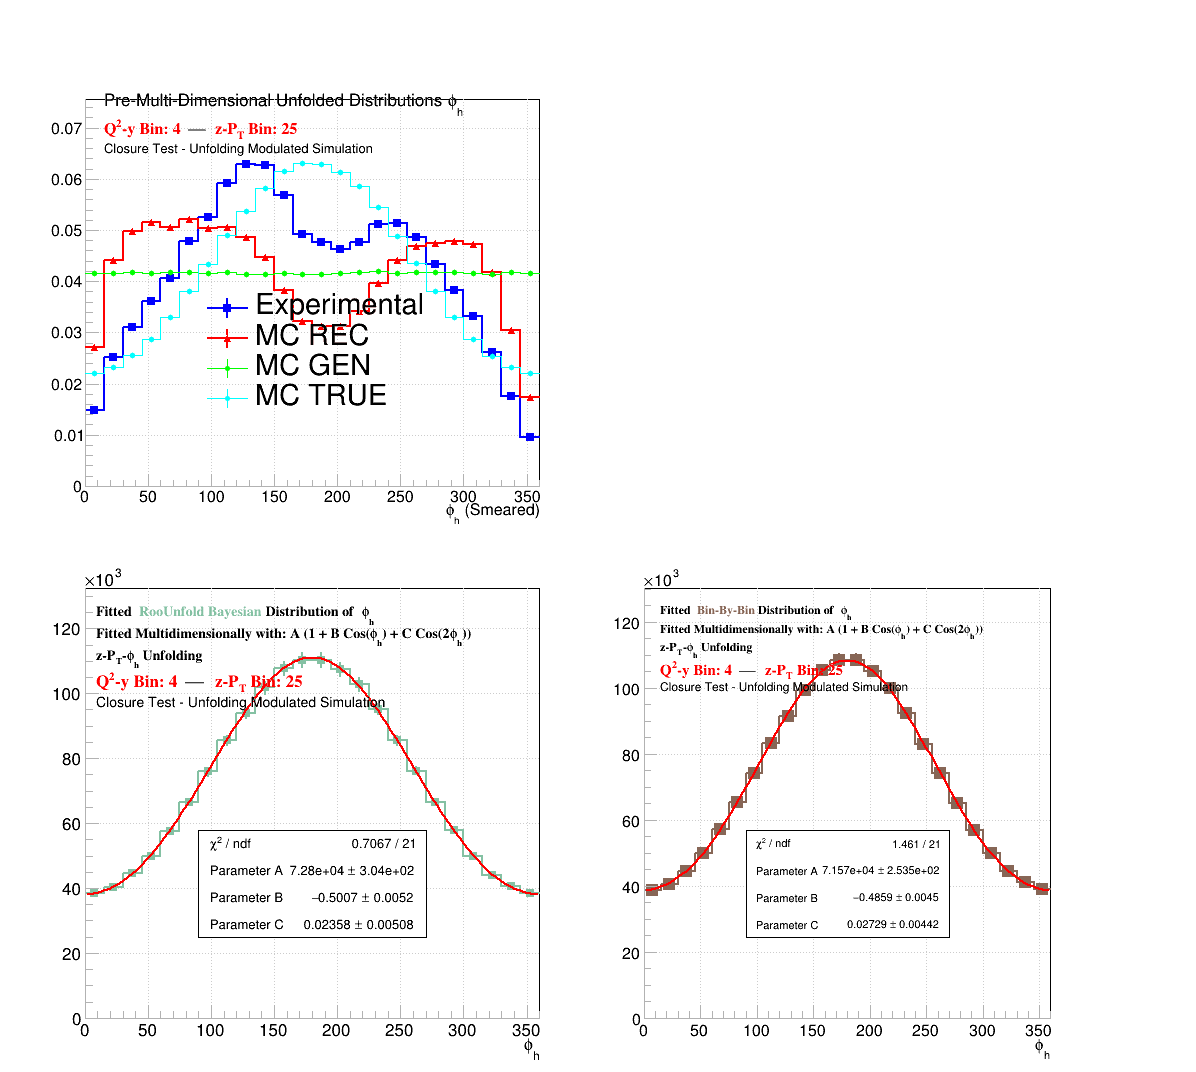 Pre-Multi-Dimensional Unfolded Distributions ϕh
Q2-y Bin: 4 — z-PT Bin: 25
Closure Test - Unfolding Modulated Simulation
0.07
0.06
0.05
0.04
0.03
0.02
0.01
0
Experimental
MC REC
MC GEN
MC TRUE
0 50 100 150 200 250 300 350
ϕh (Smeared)
×10^3
Fitted RooUnfold Bayesian Distribution of ϕh
Fitted Multidimensionally with: A (1 + B Cos(ϕh) + C Cos(2ϕh))
z-PT-ϕh Unfolding
Q2-y Bin: 4 — z-PT Bin: 25
Closure Test - Unfolding Modulated Simulation
120
100
80
60
40
20
0
χ2 / ndf 0.7067 / 21
Parameter A 7.28e+04 ± 3.04e+02
Parameter B −0.5007 ± 0.0052
Parameter C 0.02358 ± 0.00508
0 50 100 150 200 250 300 350
ϕh
×10^3
Fitted Bin-By-Bin Distribution of ϕh
Fitted Multidimensionally with: A (1 + B Cos(ϕh) + C Cos(2ϕh))
z-PT-ϕh Unfolding
Q2-y Bin: 4 — z-PT Bin: 25
Closure Test - Unfolding Modulated Simulation
120
100
80
60
40
20
0
χ2 / ndf 1.461 / 21
Parameter A 7.157e+04 ± 2.535e+02
Parameter B −0.4859 ± 0.0045
Parameter C 0.02729 ± 0.00442
0 50 100 150 200 250 300 350
ϕh